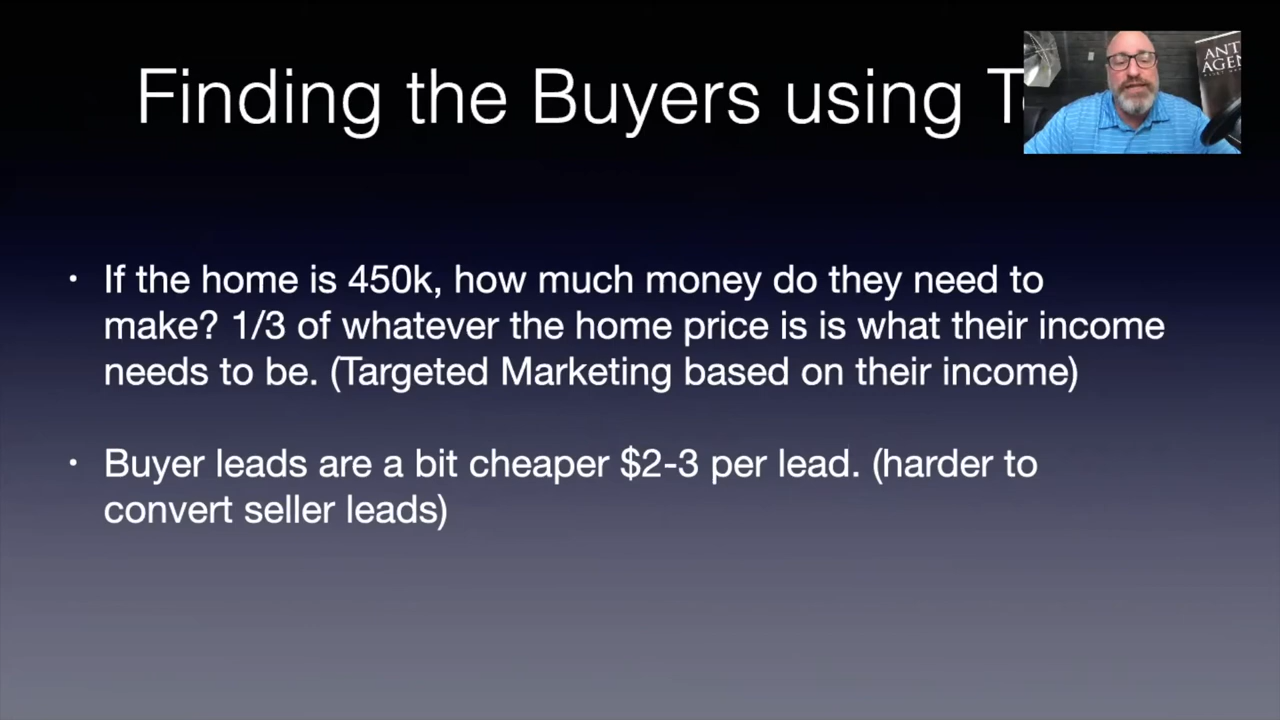 Finding the Buyers using
• If the home is 450k, how much money do they need to
make? 1/3 of whatever the home price is is what their income
needs to be. (Targeted Marketing based on their income)
• Buyer leads are a bit cheaper $2-3 per lead. (harder to
convert seller leads)